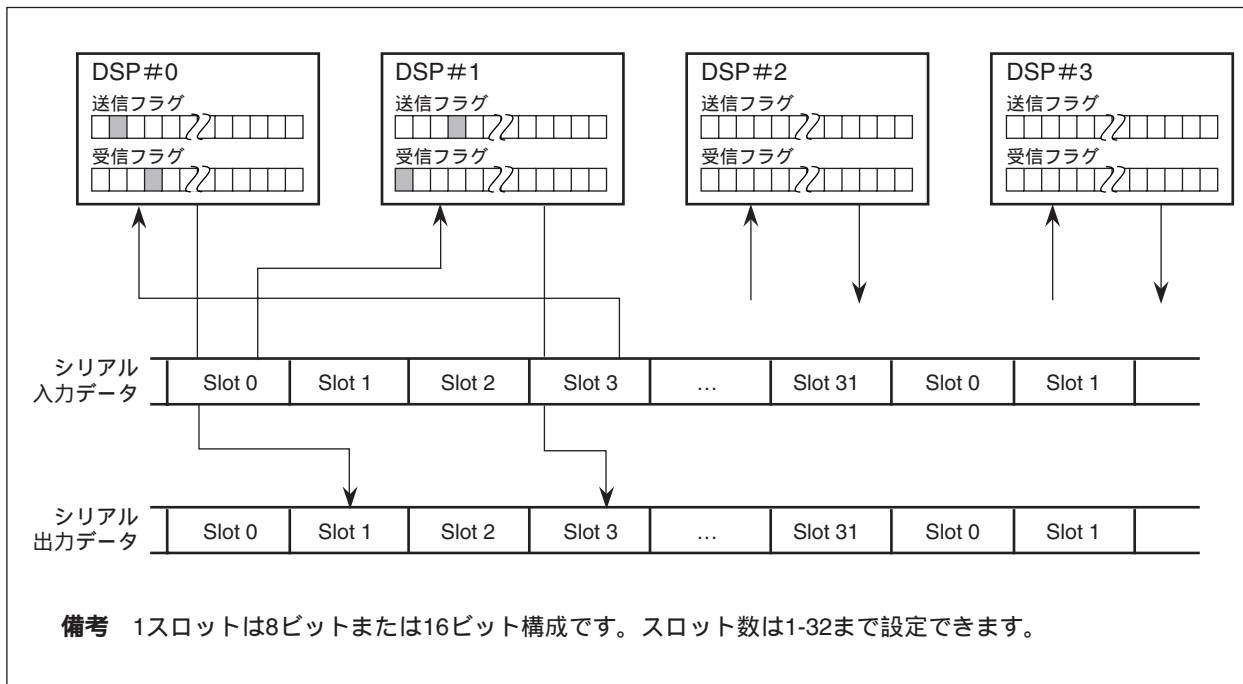 DSP#0
送信フラグ
受信フラグ
DSP#1
送信フラグ
受信フラグ
DSP#2
送信フラグ
受信フラグ
DSP#3
送信フラグ
受信フラグ
シリアル
入力データ
Slot 0 Slot 1 Slot 2 Slot 3 … Slot 31 Slot 0 Slot 1
シリアル
出力データ
Slot 0 Slot 1 Slot 2 Slot 3 … Slot 31 Slot 0 Slot 1
備考 1スロットは8ビットまたは16ビット構成です。スロット数は1-32まで設定できます。